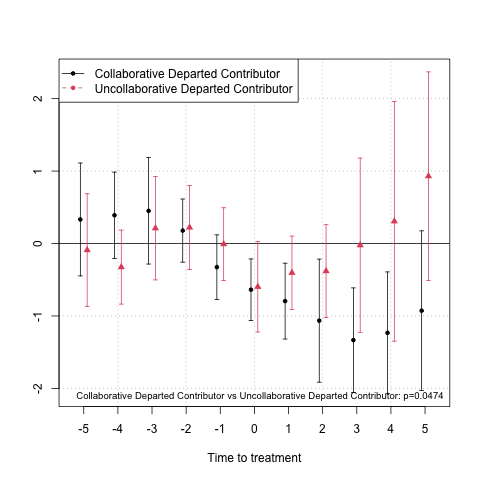 Collaborative Departed Contributor
Uncollaborative Departed Contributor
2
1
0
-1
-2
Collaborative Departed Contributor vs Uncollaborative Departed Contributor: p=0.0474
-5 -4 -3 -2 -1 0 1 2 3 4 5
Time to treatment